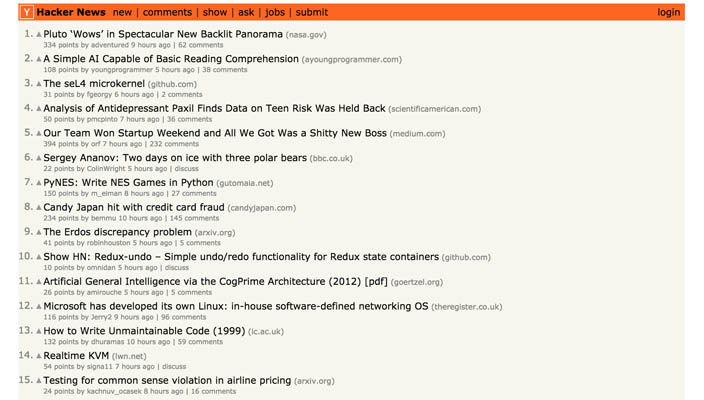 Y Hacker News new | comments | show | ask | jobs | submit login
1. Pluto ‘Wows’ in Spectacular New Backlit Panorama (nasa.gov)
334 points by adventured 9 hours ago | 62 comments
2. A Simple AI Capable of Basic Reading Comprehension (ayoungprogrammer.com)
108 points by youngprogrammer 5 hours ago | 38 comments
3. The seL4 microkernel (github.com)
31 points by fgeorgy 6 hours ago | 2 comments
4. Analysis of Antidepressant Paxil Finds Data on Teen Risk Was Held Back (scientificamerican.com)
50 points by pmcpinto 7 hours ago | 36 comments
5. Our Team Won Startup Weekend and All We Got Was a Shitty New Boss (medium.com)
394 points by orf 7 hours ago | 232 comments
6. Sergey Ananov: Two days on ice with three polar bears (bbc.co.uk)
22 points by ColinWright 5 hours ago | discuss
7. PyNES: Write NES Games in Python (gutomaia.net)
150 points by m_eiman 8 hours ago | 27 comments
8. Candy Japan hit with credit card fraud (candyjapan.com)
234 points by bemmu 10 hours ago | 145 comments
9. The Erdos discrepancy problem (arxiv.org)
41 points by robinhouston 5 hours ago | 5 comments
10. Show HN: Redux-undo – Simple undo/redo functionality for Redux state containers (github.com)
10 points by omnidan 5 hours ago | discuss
11. Artificial General Intelligence via the CogPrime Architecture (2012) [pdf] (goertzel.org)
26 points by amirouche 5 hours ago | 5 comments
12. Microsoft has developed its own Linux: in-house software-defined networking OS (theregister.co.uk)
116 points by Jerry2 9 hours ago | 96 comments
13. How to Write Unmaintainable Code (1999) (ic.ac.uk)
132 points by dhuramas 10 hours ago | 59 comments
14. Realtime KVM (lwn.net)
54 points by signa11 7 hours ago | discuss
15. Testing for common sense violation in airline pricing (arxiv.org)
24 points by kachnuv_ocasek 8 hours ago | 16 comments